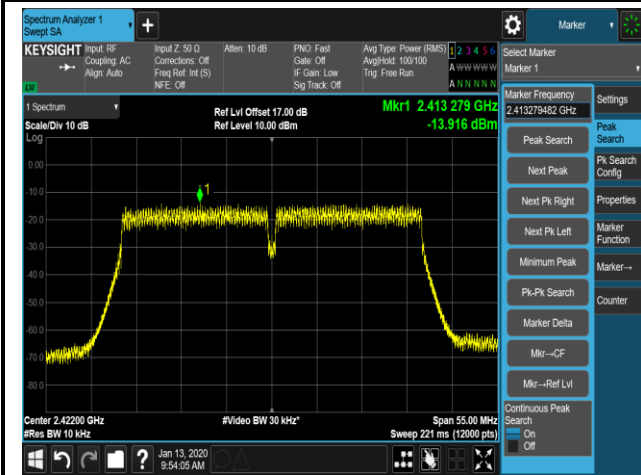 Spectrum Analyzer 1
Swept SA
+
Marker
KEYSIGHT
Input: RF
Coupling: AC
Align: Auto
Input Z: 50 Ω
Corrections: Off
Freq Ref: Int (S)
NFE: Off
Atten: 10 dB
PNO: Fast
Gate: Off
IF Gain: Low
Sig Track: Off
Avg Type: Power (RMS)
Avg|Hold: 100/100
Trig: Free Run
1 2 3 4 5 6
A W W W W W
A N N N N N
Select Marker
Marker 1
1 Spectrum
Scale/Div 10 dB
Ref Lvl Offset 17.00 dB
Ref Level 10.00 dBm
Mkr1 2.413 279 GHz
-13.916 dBm
Log
0.00
-10.0
-20.0
-30.0
-40.0
-50.0
-60.0
-70.0
-80.0
1
Center 2.42200 GHz
#Res BW 10 kHz
#Video BW 30 kHz*
Span 55.00 MHz
Sweep 221 ms (12000 pts)
Marker Frequency
2.413279482 GHz
Peak Search
Next Peak
Next Pk Right
Next Pk Left
Minimum Peak
Pk-Pk Search
Marker Delta
Mkr→CF
Mkr→Ref Lvl
Continuous Peak
Search
On
Off
Settings
Peak
Search
Pk Search
Config
Properties
Marker
Function
Marker→
Counter
?
Jan 13, 2020
9:54:05 AM